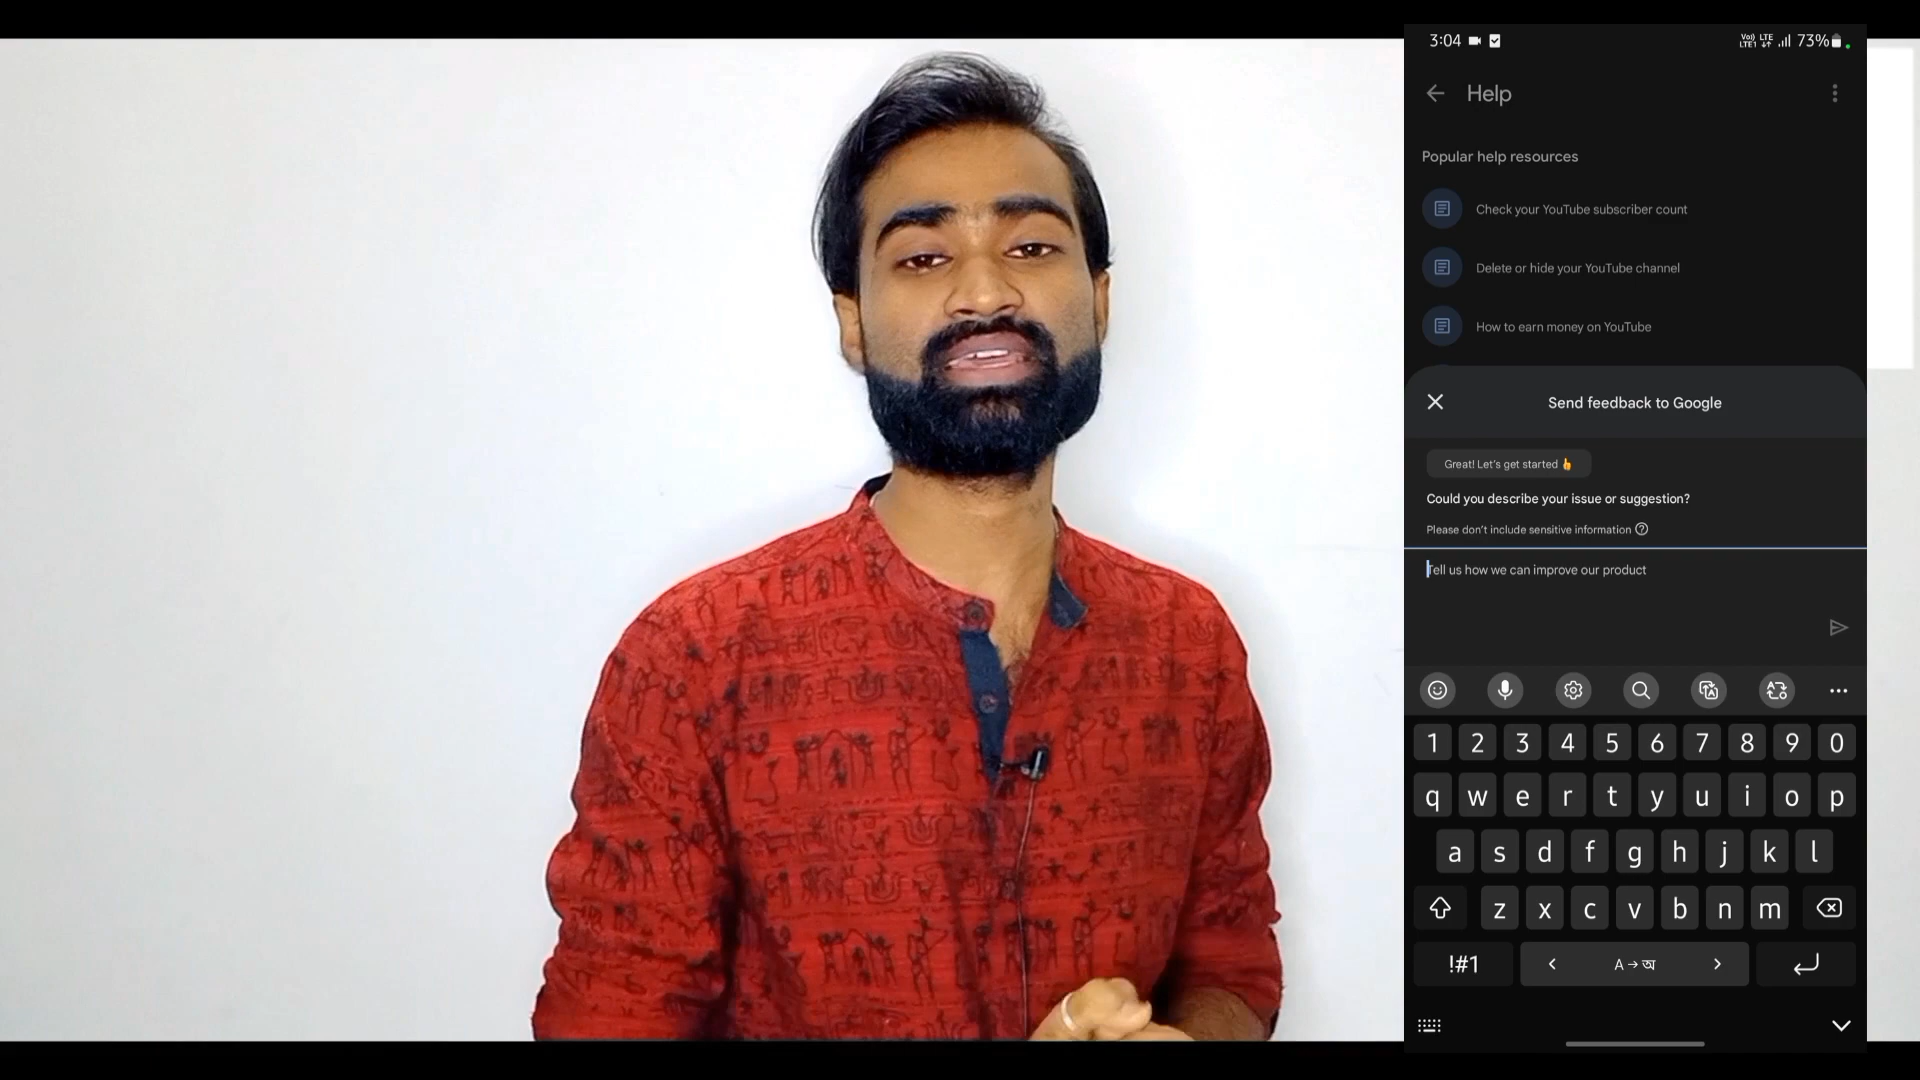 3:04 Vo) LTE1 LTE 73%
Help
Popular help resources
Check your YouTube subscriber count
Delete or hide your YouTube channel
How to earn money on YouTube
Send feedback to Google
Great! Let's get started 👆
Could you describe your issue or suggestion?
Please don't include sensitive information
Tell us how we can improve our product
1 2 3 4 5 6 7 8 9 0
q w e r t y u i o p
a s d f g h j k l
z x c v b n m
!#1 < A → অ >